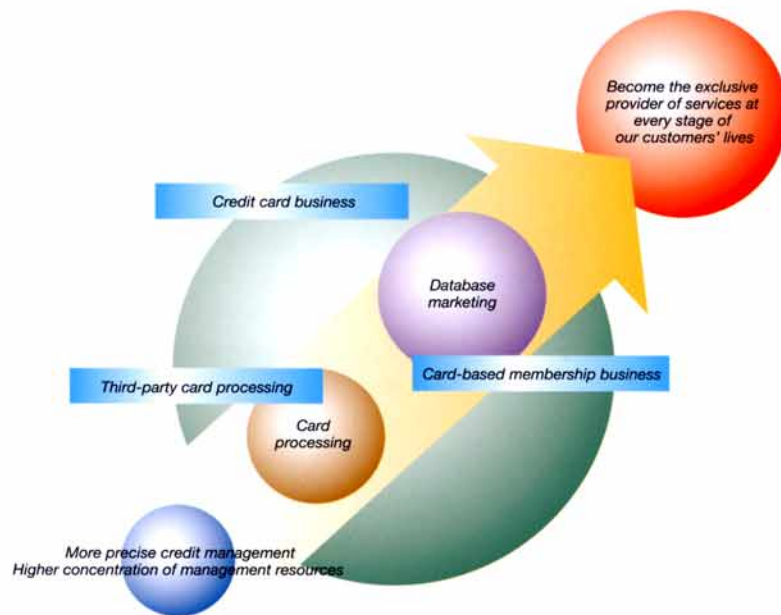 Become the exclusive
provider of services at
every stage of
our customers' lives
Credit card business
Database
marketing
Third-party card processing
Card-based membership business
Card
processing
More precise credit management
Higher concentration of management resources